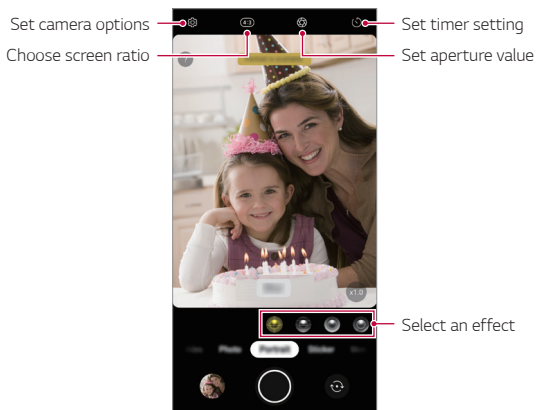 Set camera options
Set timer setting
Choose screen ratio
Set aperture value
4:3
?
x1.0
Select an effect
Photo
Portrait
Sticker